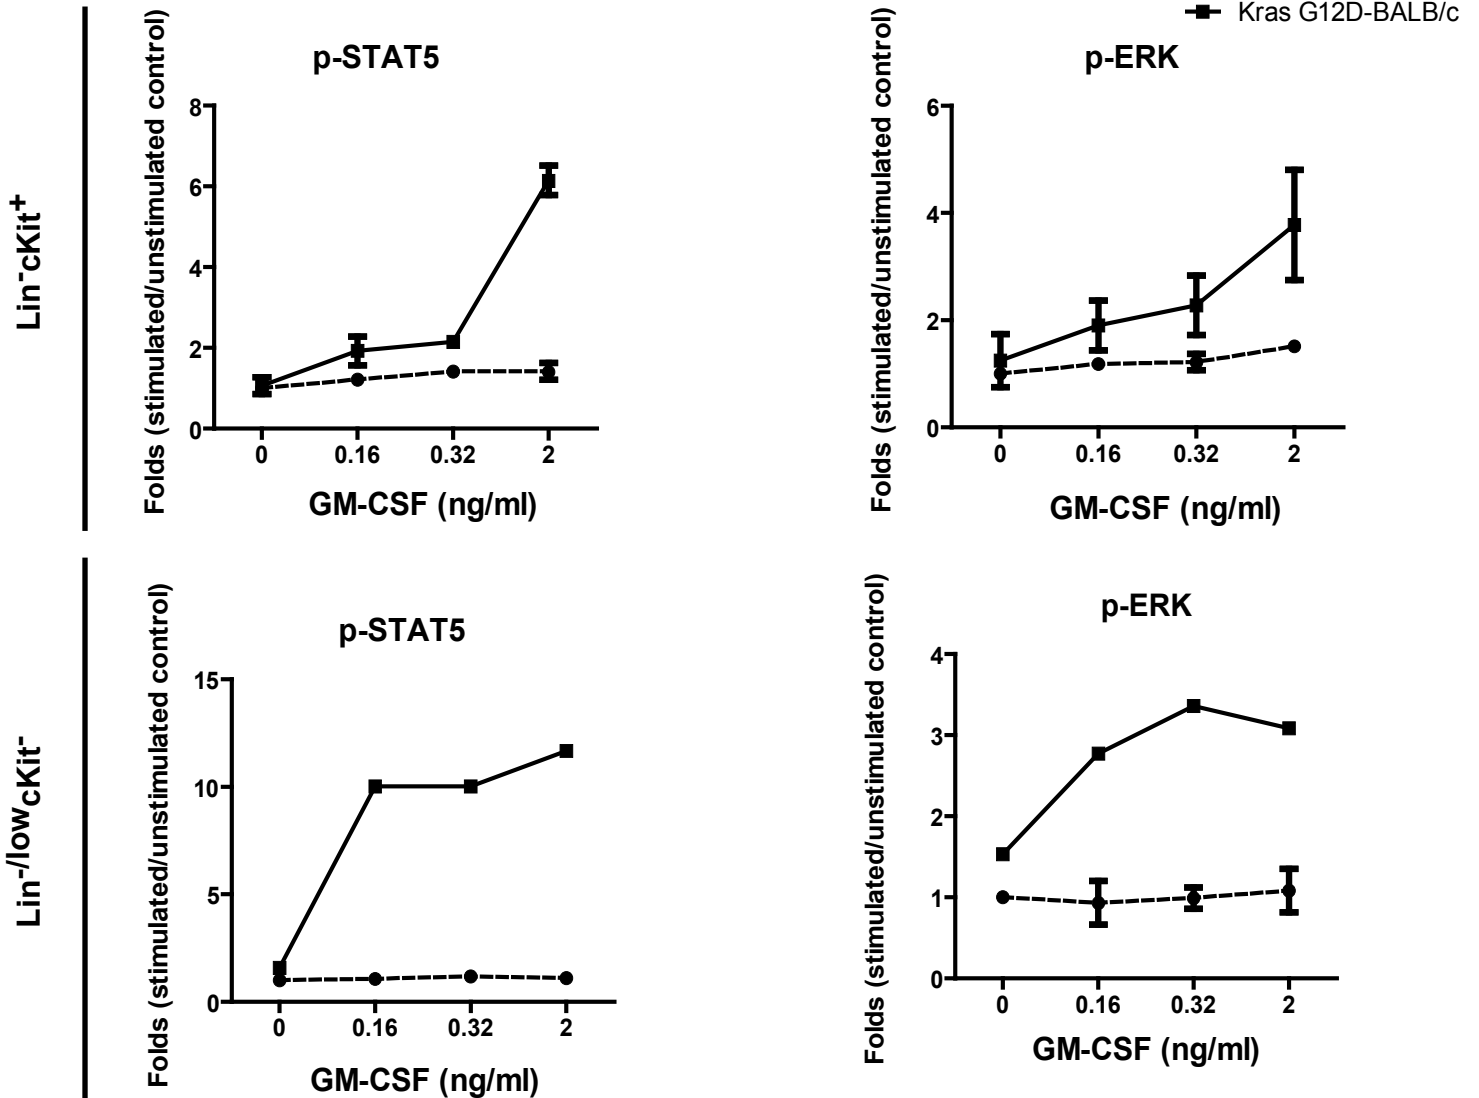 Kras G12D-BALB/c
Lin⁻cKit⁺
p-STAT5
Folds (stimulated/unstimulated control)
8
6
4
2
0
0 0.16 0.32 2
GM-CSF (ng/ml)
p-ERK
Folds (stimulated/unstimulated control)
6
4
2
0
0 0.16 0.32 2
GM-CSF (ng/ml)
Lin⁻/ˡᵒʷcKit⁻
p-STAT5
Folds (stimulated/unstimulated control)
15
10
5
0
0 0.16 0.32 2
GM-CSF (ng/ml)
p-ERK
Folds (stimulated/unstimulated control)
4
3
2
1
0
0 0.16 0.32 2
GM-CSF (ng/ml)